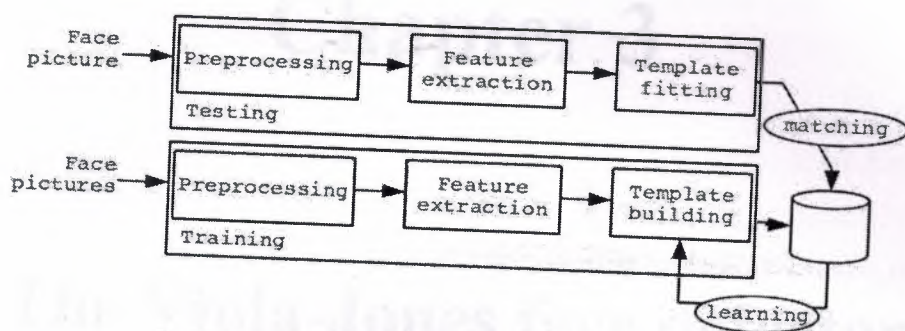 Face
picture
Preprocessing
Feature
extraction
Template
fitting
Testing
matching
Face
pictures
Preprocessing
Feature
extraction
Template
building
Training
learning